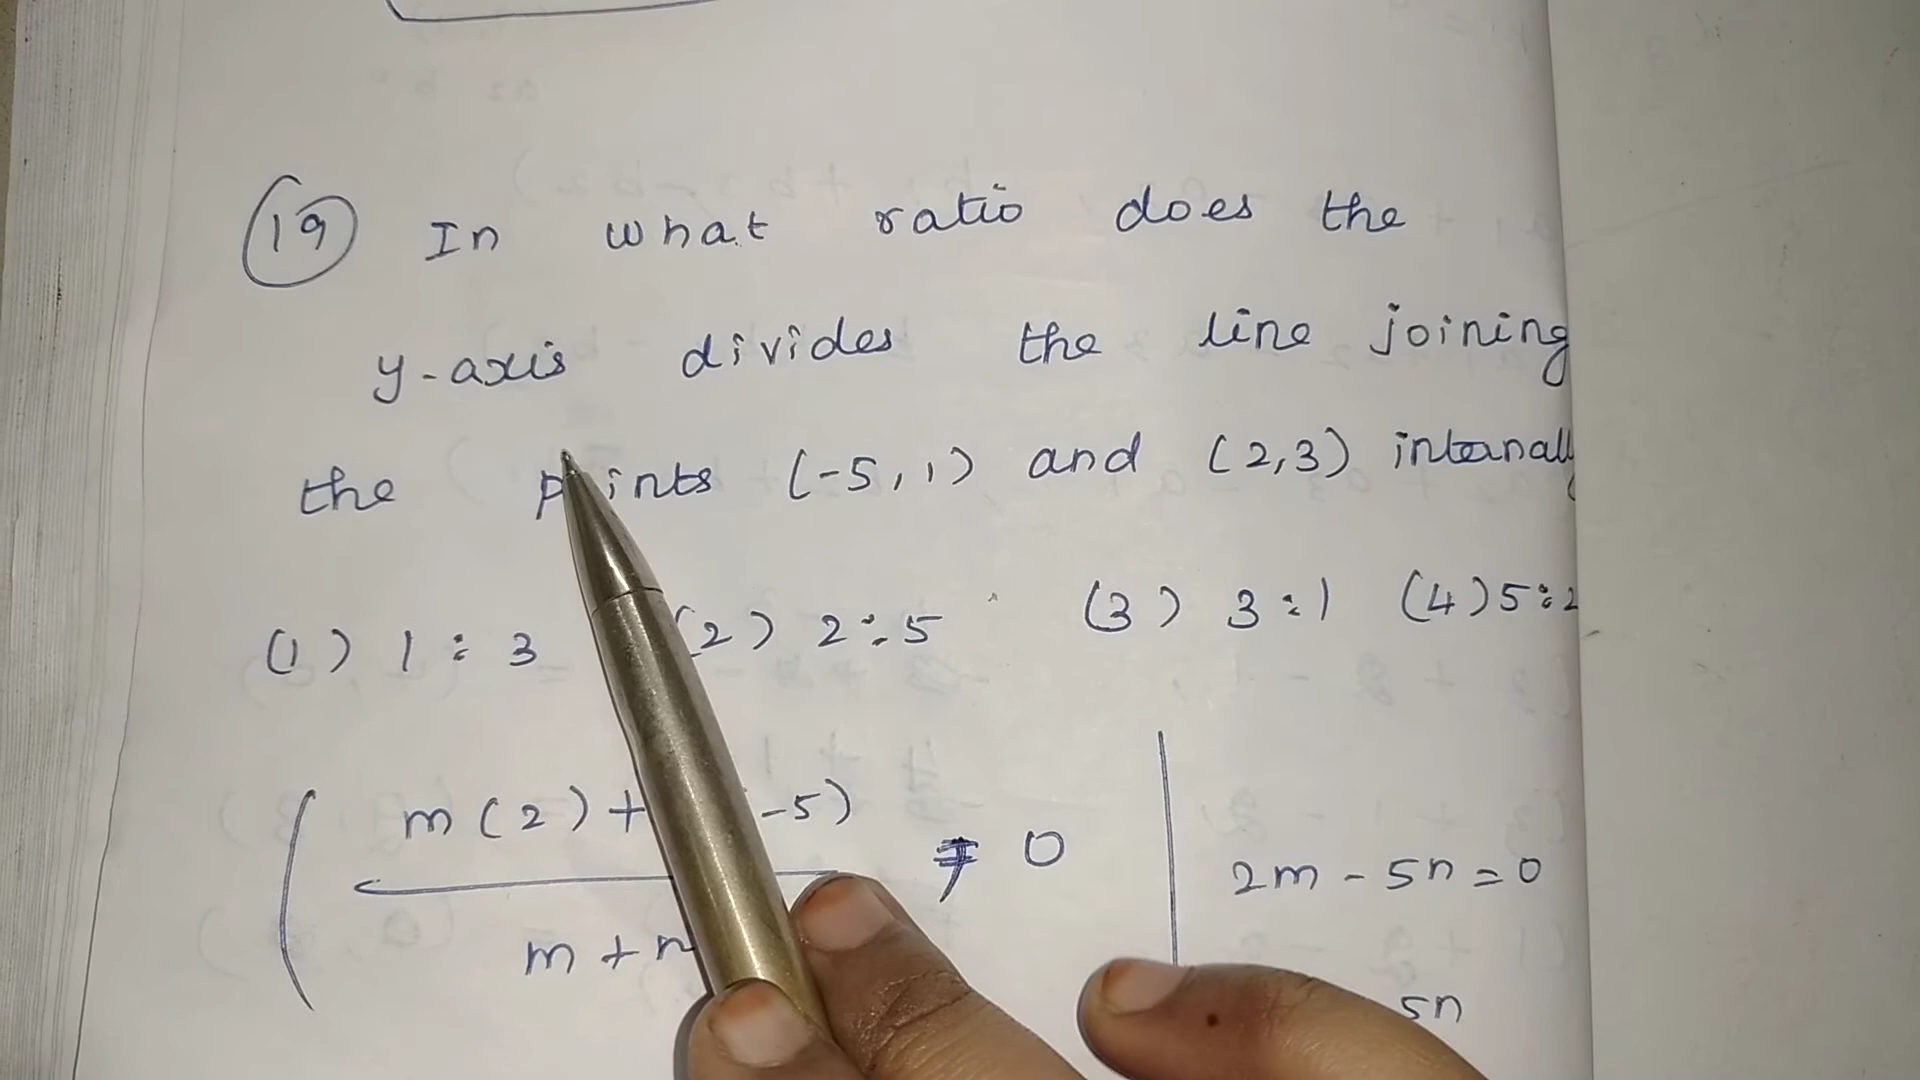 19 In what ratio does the
y-axis divides the line joining
the points (-5,1) and (2,3)
(1) 1:3 (2) 2:5 (3) 3:1 (4) 5:2
m(2)+ -5) = 0
m+n
2m-5n=0
5n